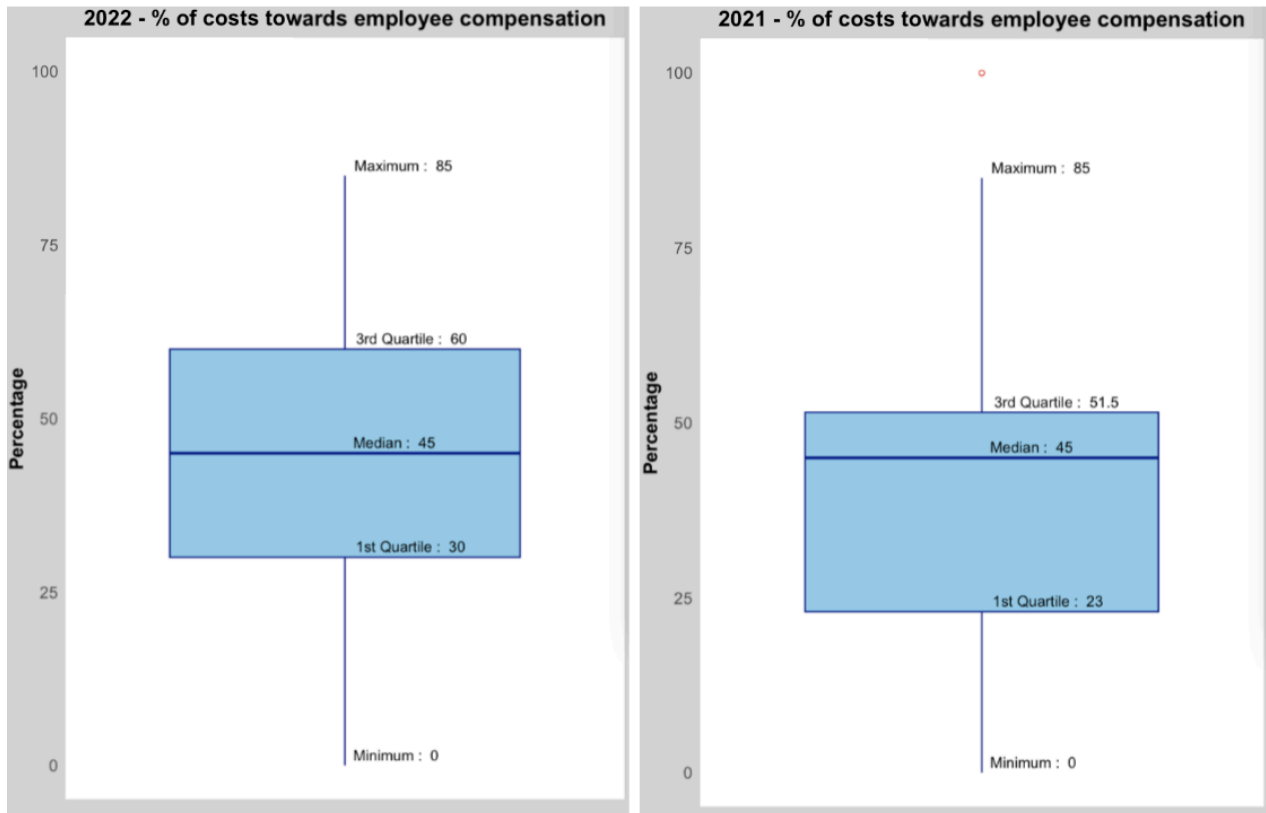 2022 - % of costs towards employee compensation
100
Maximum : 85
75
3rd Quartile : 60
Percentage
50
Median : 45
1st Quartile : 30
25
Minimum : 0
0
2021 - % of costs towards employee compensation
100
Maximum : 85
75
3rd Quartile : 51.5
Percentage
50
Median : 45
1st Quartile : 23
25
Minimum : 0
0